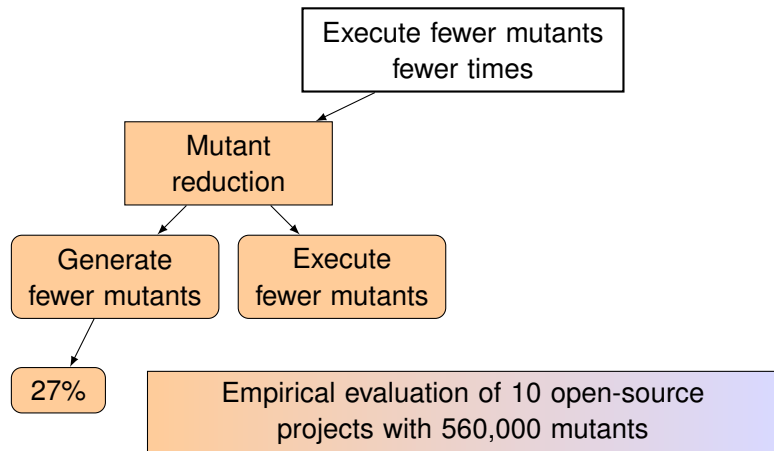 Execute fewer mutants
fewer times
Mutant
reduction
Generate
fewer mutants
Execute
fewer mutants
27%
Empirical evaluation of 10 open-source
projects with 560,000 mutants